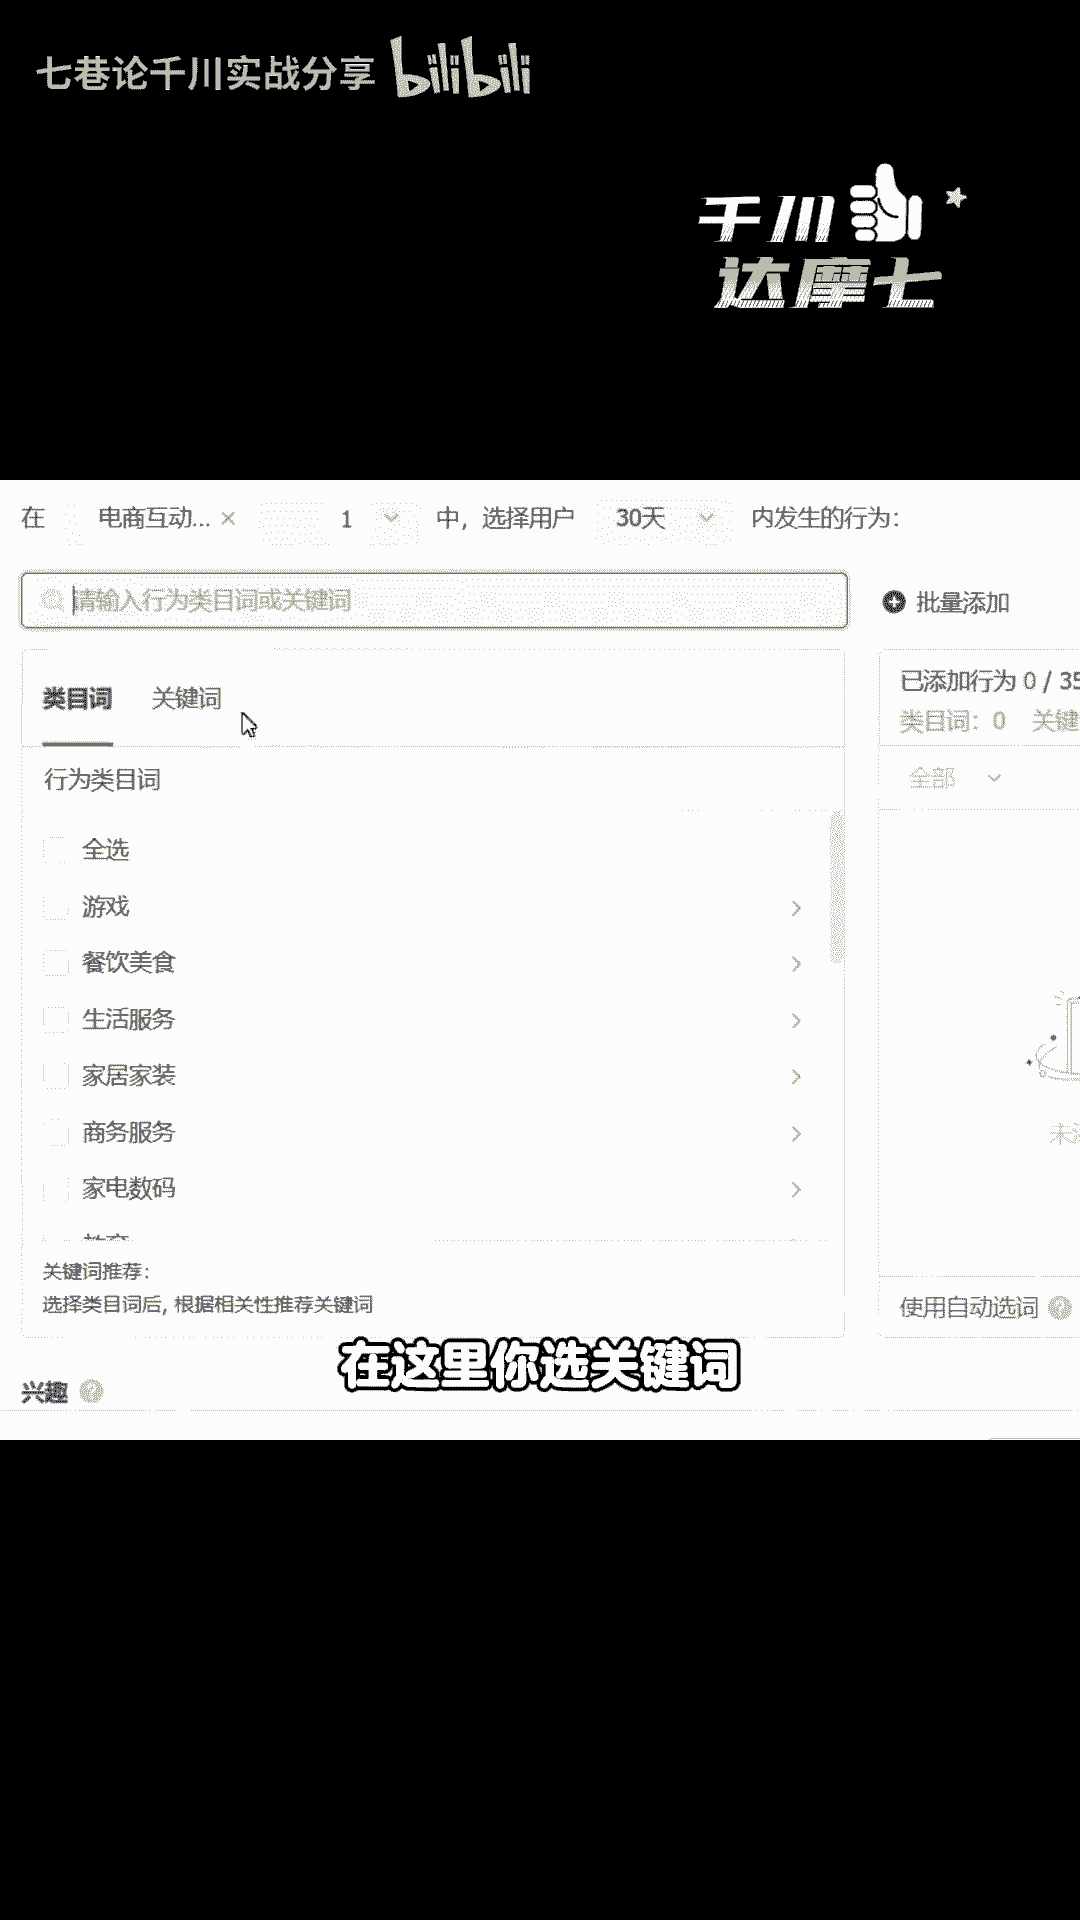 七巷论千川实战分享 bilibili
千川
达摩七
在 电商互动... × 1 中，选择用户 30天 内发生的行为：
请输入行为类目词或关键词
批量添加
类目词 关键词
已添加行为 0 / 35
类目词：0 关键
行为类目词
全部
全选
游戏
餐饮美食
生活服务
家居家装
商务服务
家电数码
关键词推荐：
选择类目词后, 根据相关性推荐关键词
使用自动选词
在这里你选关键词
兴趣